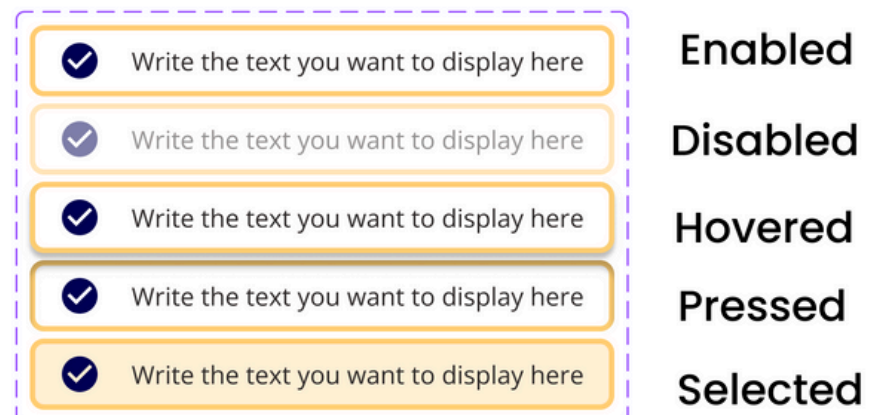 Write the text you want to display here Enabled
Write the text you want to display here Disabled
Write the text you want to display here Hovered
Write the text you want to display here Pressed
Write the text you want to display here Selected